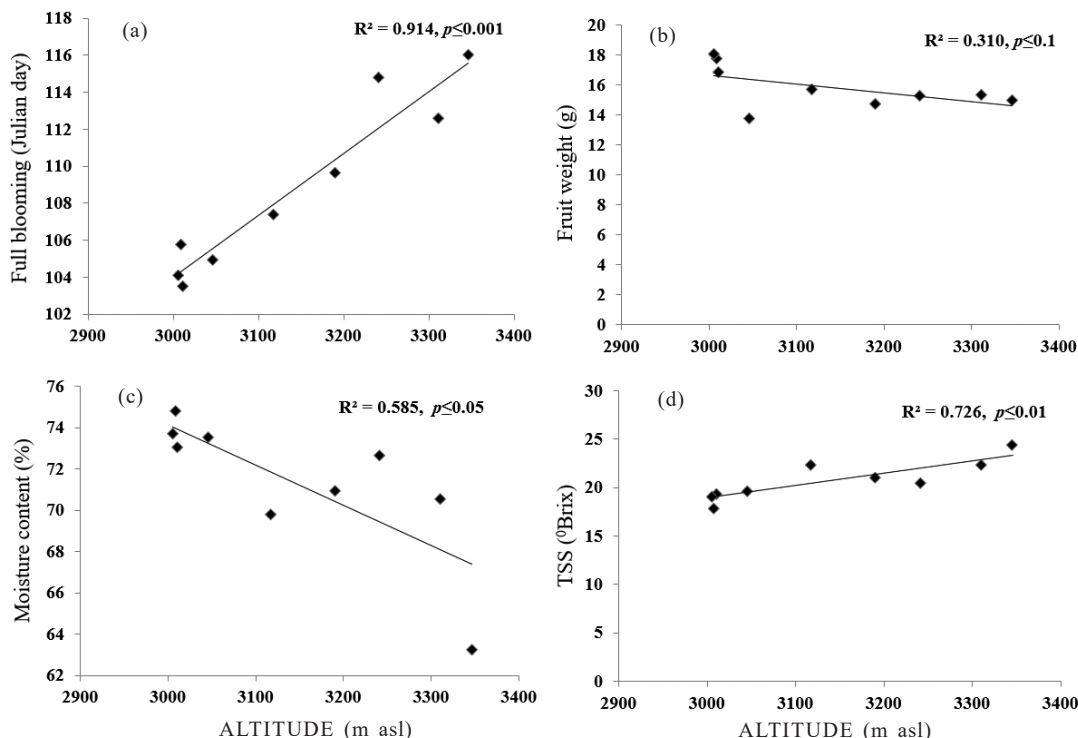 (a)
R² = 0.914, p≤0.001
Full blooming (Julian day)
118
116
114
112
110
108
106
104
102
2900 3000 3100 3200 3300 3400
(b)
R² = 0.310, p≤0.1
Fruit weight (g)
20
18
16
14
12
10
8
6
4
2
0
2900 3000 3100 3200 3300 3400
(c)
R² = 0.585, p≤0.05
Moisture content (%)
76
74
72
70
68
66
64
62
2900 3000 3100 3200 3300 3400
ALTITUDE (m asl)
(d)
R² = 0.726, p≤0.01
TSS (⁰Brix)
30
25
20
15
10
5
0
2900 3000 3100 3200 3300 3400
ALTITUDE (m asl)